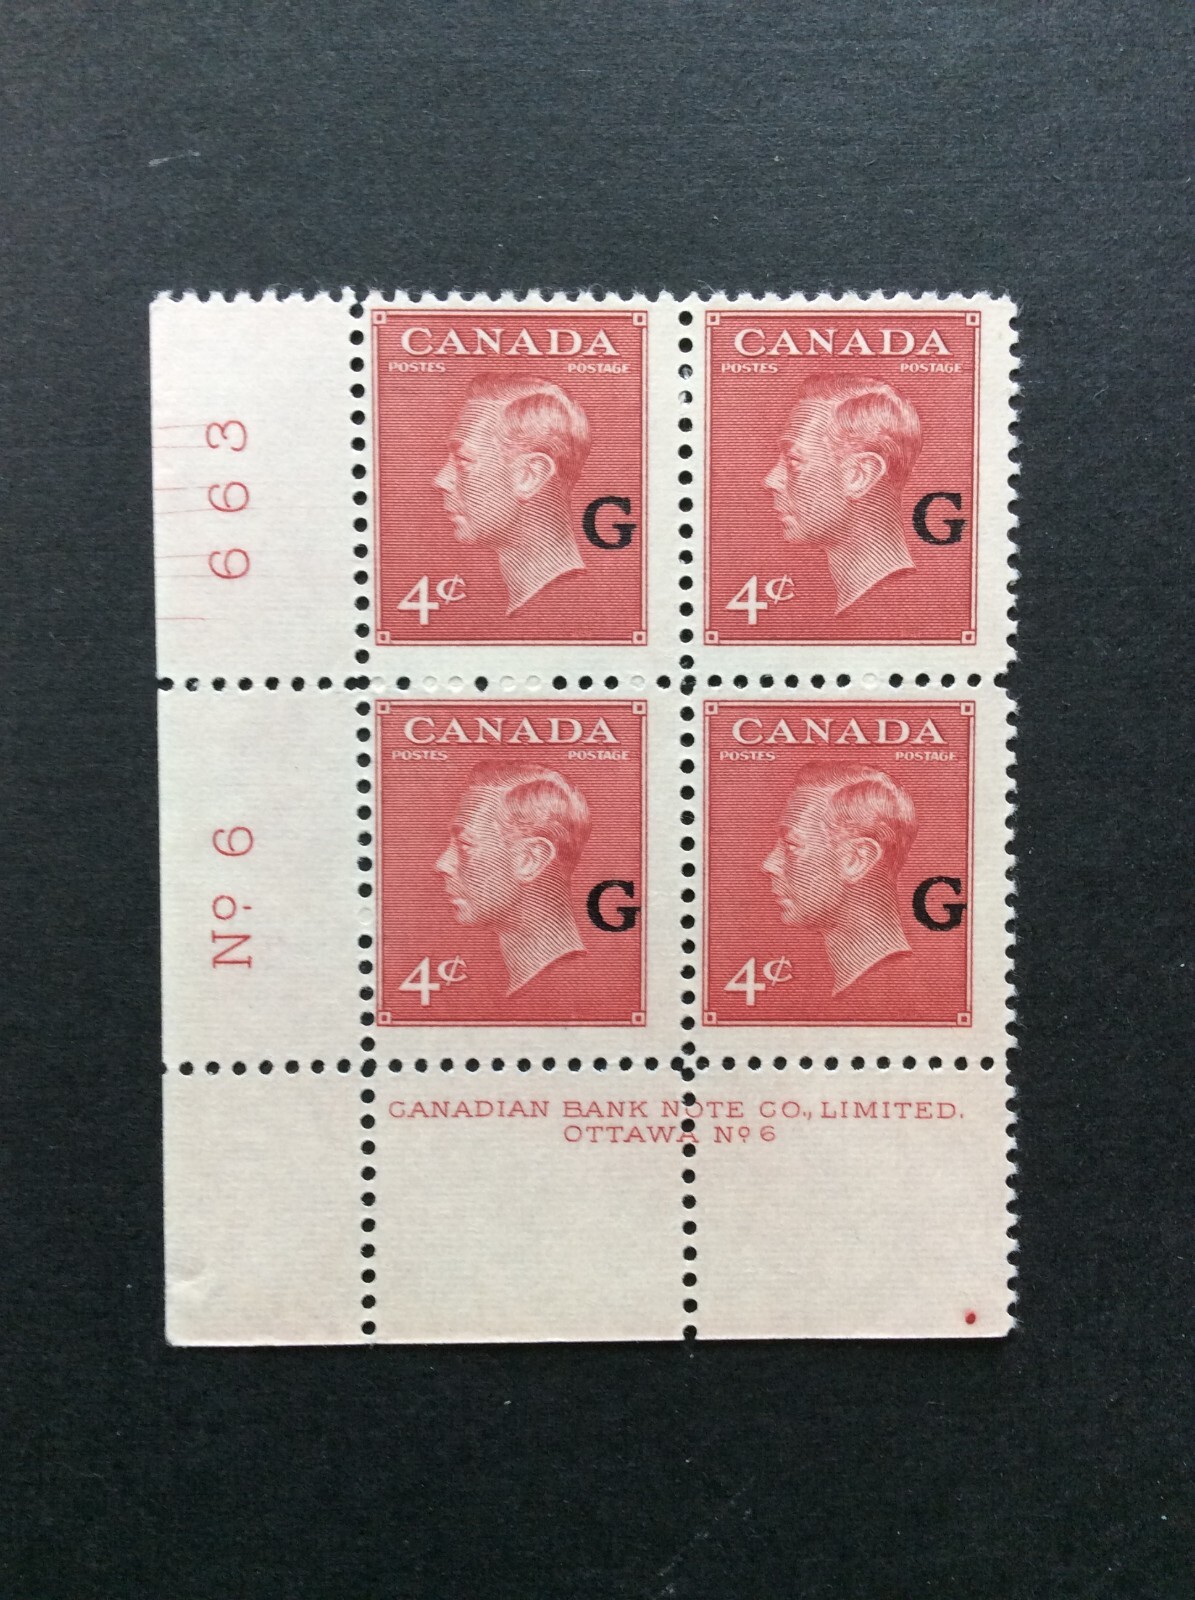 CANADA
POSTES POSTAGE
G
4¢
CANADA
POSTES POSTAGE
G
4¢
CANADA
POSTES POSTAGE
G
4¢
CANADA
POSTES POSTAGE
G
4¢
663
Nº 6
CANADIAN BANK NOTE CO., LIMITED.
OTTAWA Nº 6